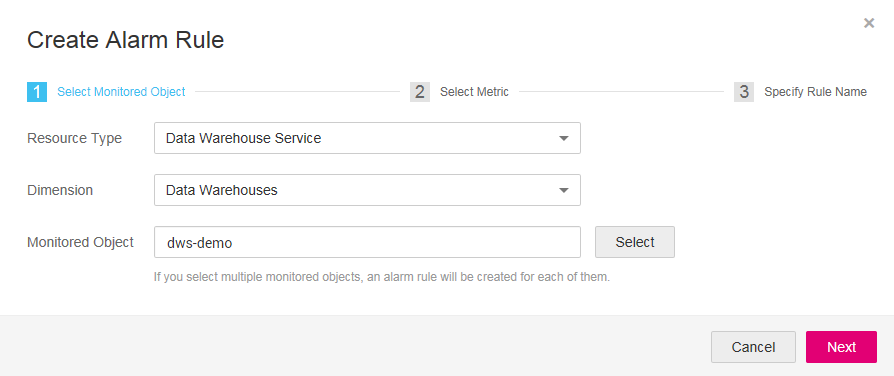 Create Alarm Rule
×
1 Select Monitored Object 2 Select Metric 3 Specify Rule Name
Resource Type Data Warehouse Service
Dimension Data Warehouses
Monitored Object dws-demo Select
If you select multiple monitored objects, an alarm rule will be created for each of them.
Cancel Next